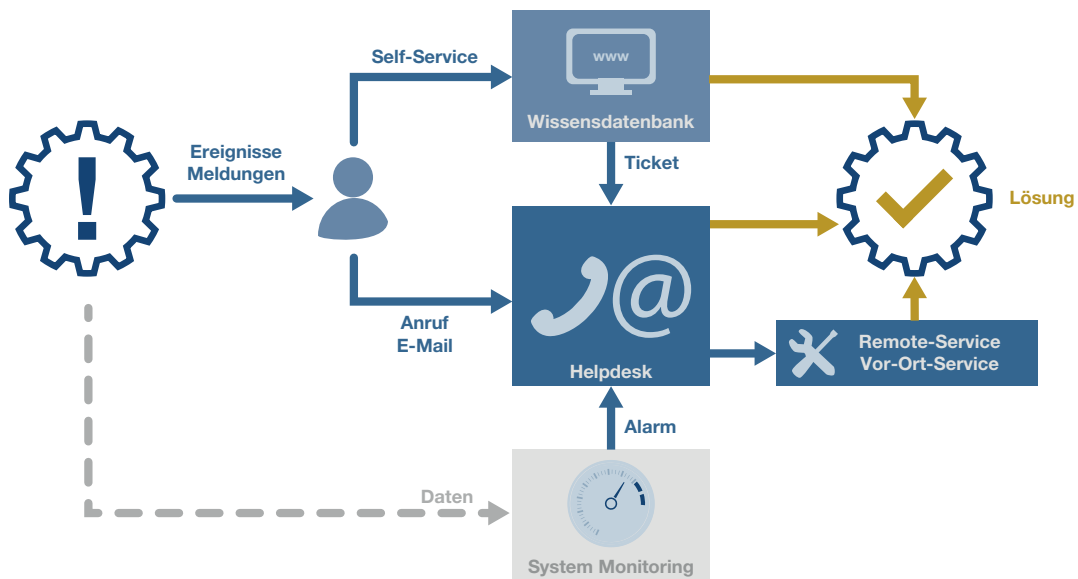 Self-Service
www
Wissensdatenbank
Ereignisse
Meldungen
Ticket
Lösung
Anruf
E-Mail
Helpdesk
Remote-Service
Vor-Ort-Service
Alarm
Daten
System Monitoring